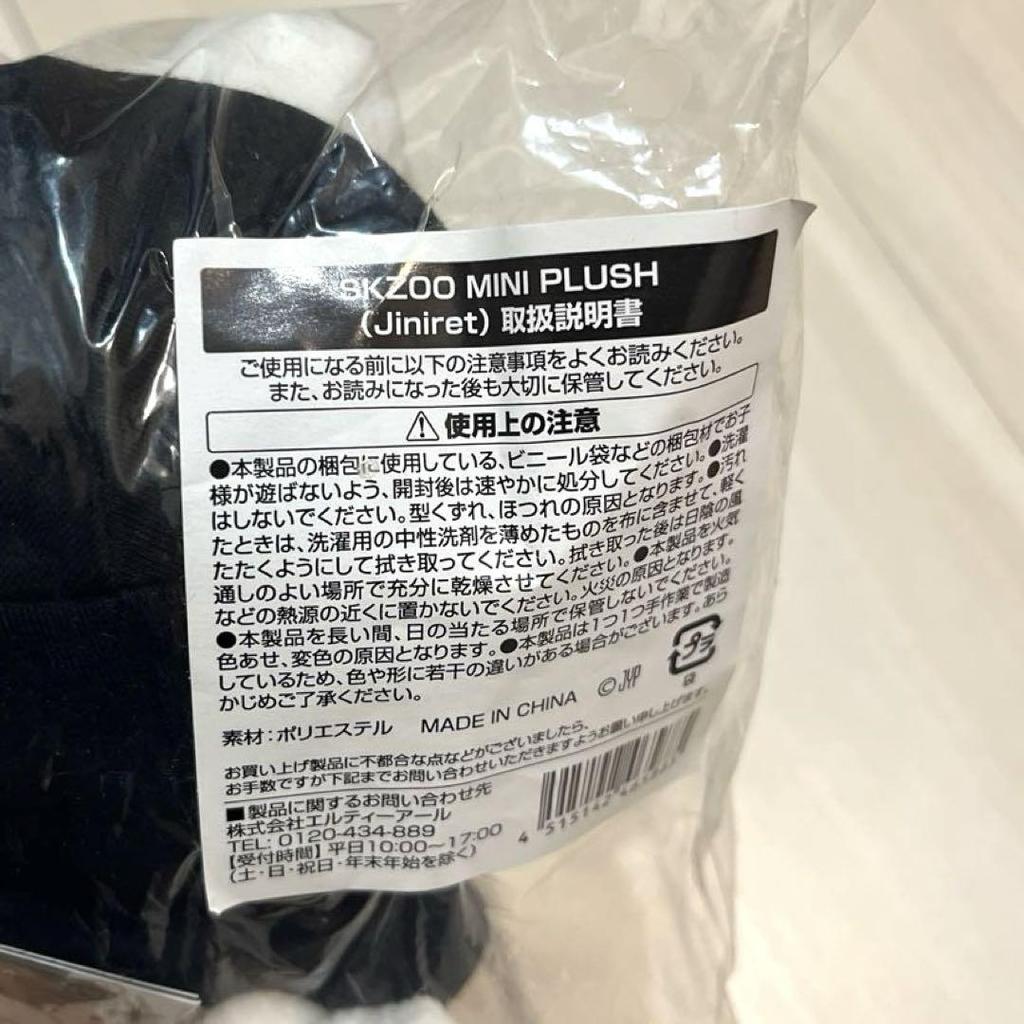 SKZOO MINI PLUSH
(Jiniret) 取扱説明書
ご使用になる前に以下の注意事項をよくお読みください。
また、お読みになった後も大切に保管してください。
使用上の注意
●本製品の梱包に使用している、ビニール袋などの梱包材でお子
様が遊ばないよう、開封後は速やかに処分してください。●洗濯
はしないでください。型くずれ、ほつれの原因となります。●汚れ
たときは、洗濯用の中性洗剤を薄めたものを布に含ませて、軽く
たたくようにして拭き取ってください。拭き取った後は日陰の風
通しのよい場所で充分に乾燥させてください。●本製品を火気
などの熱源の近くに置かないでください。火災の原因となります。
●本製品を長い間、日の当たる場所で保管しないでください。
色あせ、変色の原因となります。●本製品は1つ1つ手作業で製造
しているため、色や形に若干の違いがある場合がございます。あら
かじめご了承ください。
プラ
袋
素材:ポリエステル MADE IN CHINA ©JYP
お買い上げ製品に不都合な点などがございましたら、
お手数ですが下記までお問い合わせいただきますようお願い申し上げます。
■製品に関するお問い合わせ先
株式会社エルティーアール
TEL: 0120-434-889
【受付時間】平日10:00~17:00
(土・日・祝日・年末年始を除く)